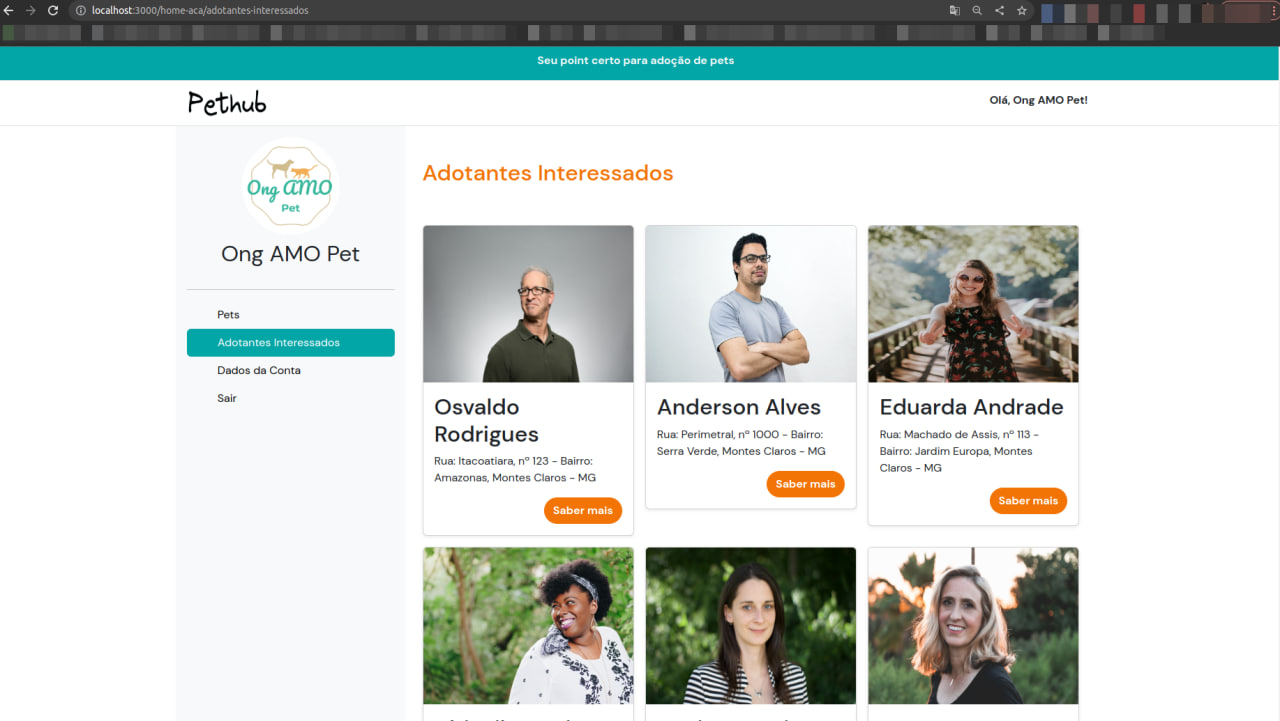 localhost:3000/home-aca/adotantes-interessados
Seu point certo para adoção de pets
Pethub
Olá, Ong AMO Pet!
Ong AMO
Pet
Ong AMO Pet
Pets
Adotantes Interessados
Dados da Conta
Sair
Adotantes Interessados
Osvaldo
Rodrigues
Rua: Itacoatiara, nº 123 - Bairro:
Amazonas, Montes Claros - MG
Saber mais
Anderson Alves
Rua: Perimetral, nº 1000 - Bairro:
Serra Verde, Montes Claros - MG
Saber mais
Eduarda Andrade
Rua: Machado de Assis, nº 113 -
Bairro: Jardim Europa, Montes
Claros - MG
Saber mais